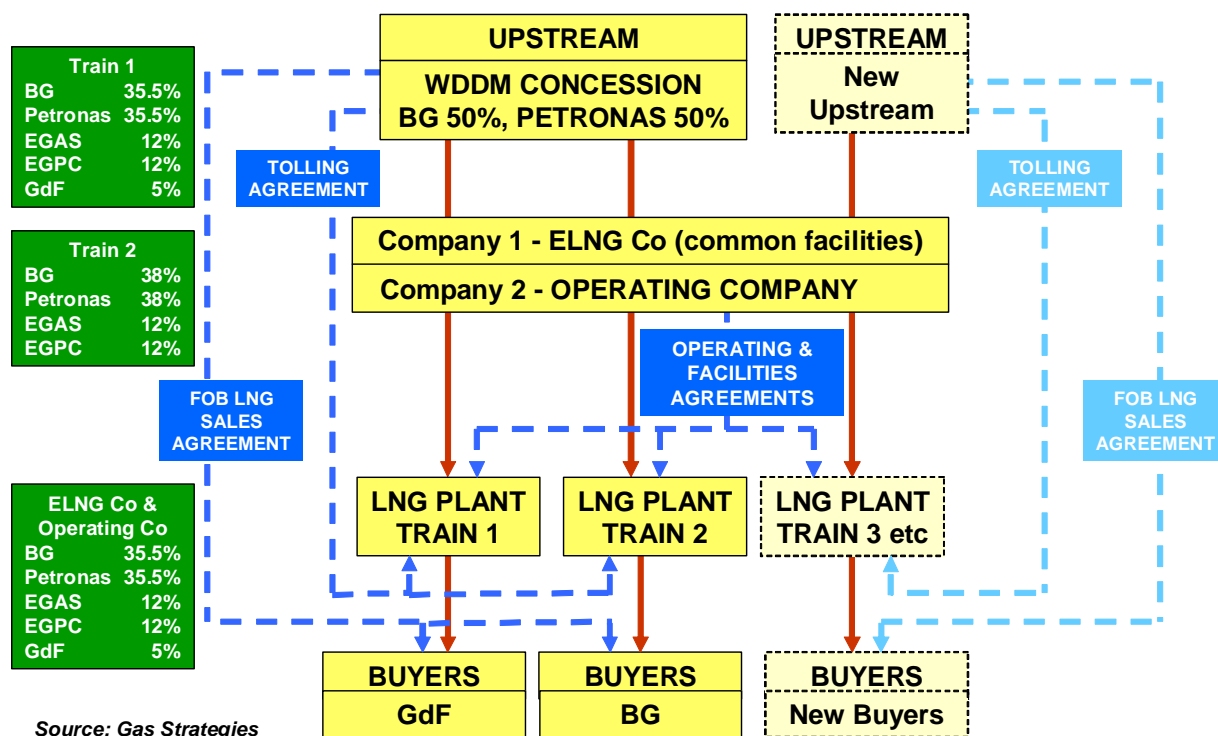 UPSTREAM
WDDM CONCESSION
BG 50%, PETRONAS 50%
UPSTREAM
New
Upstream
Train 1
BG 35.5%
Petronas 35.5%
EGAS 12%
EGPC 12%
GdF 5%
TOLLING
AGREEMENT
TOLLING
AGREEMENT
Company 1 - ELNG Co (common facilities)
Company 2 - OPERATING COMPANY
Train 2
BG 38%
Petronas 38%
EGAS 12%
EGPC 12%
OPERATING &
FACILITIES
AGREEMENTS
FOB LNG
SALES
AGREEMENT
FOB LNG
SALES
AGREEMENT
ELNG Co &
Operating Co
BG 35.5%
Petronas 35.5%
EGAS 12%
EGPC 12%
GdF 5%
LNG PLANT
TRAIN 1
LNG PLANT
TRAIN 2
LNG PLANT
TRAIN 3 etc
BUYERS
GdF
BUYERS
BG
BUYERS
New Buyers
Source: Gas Strategies